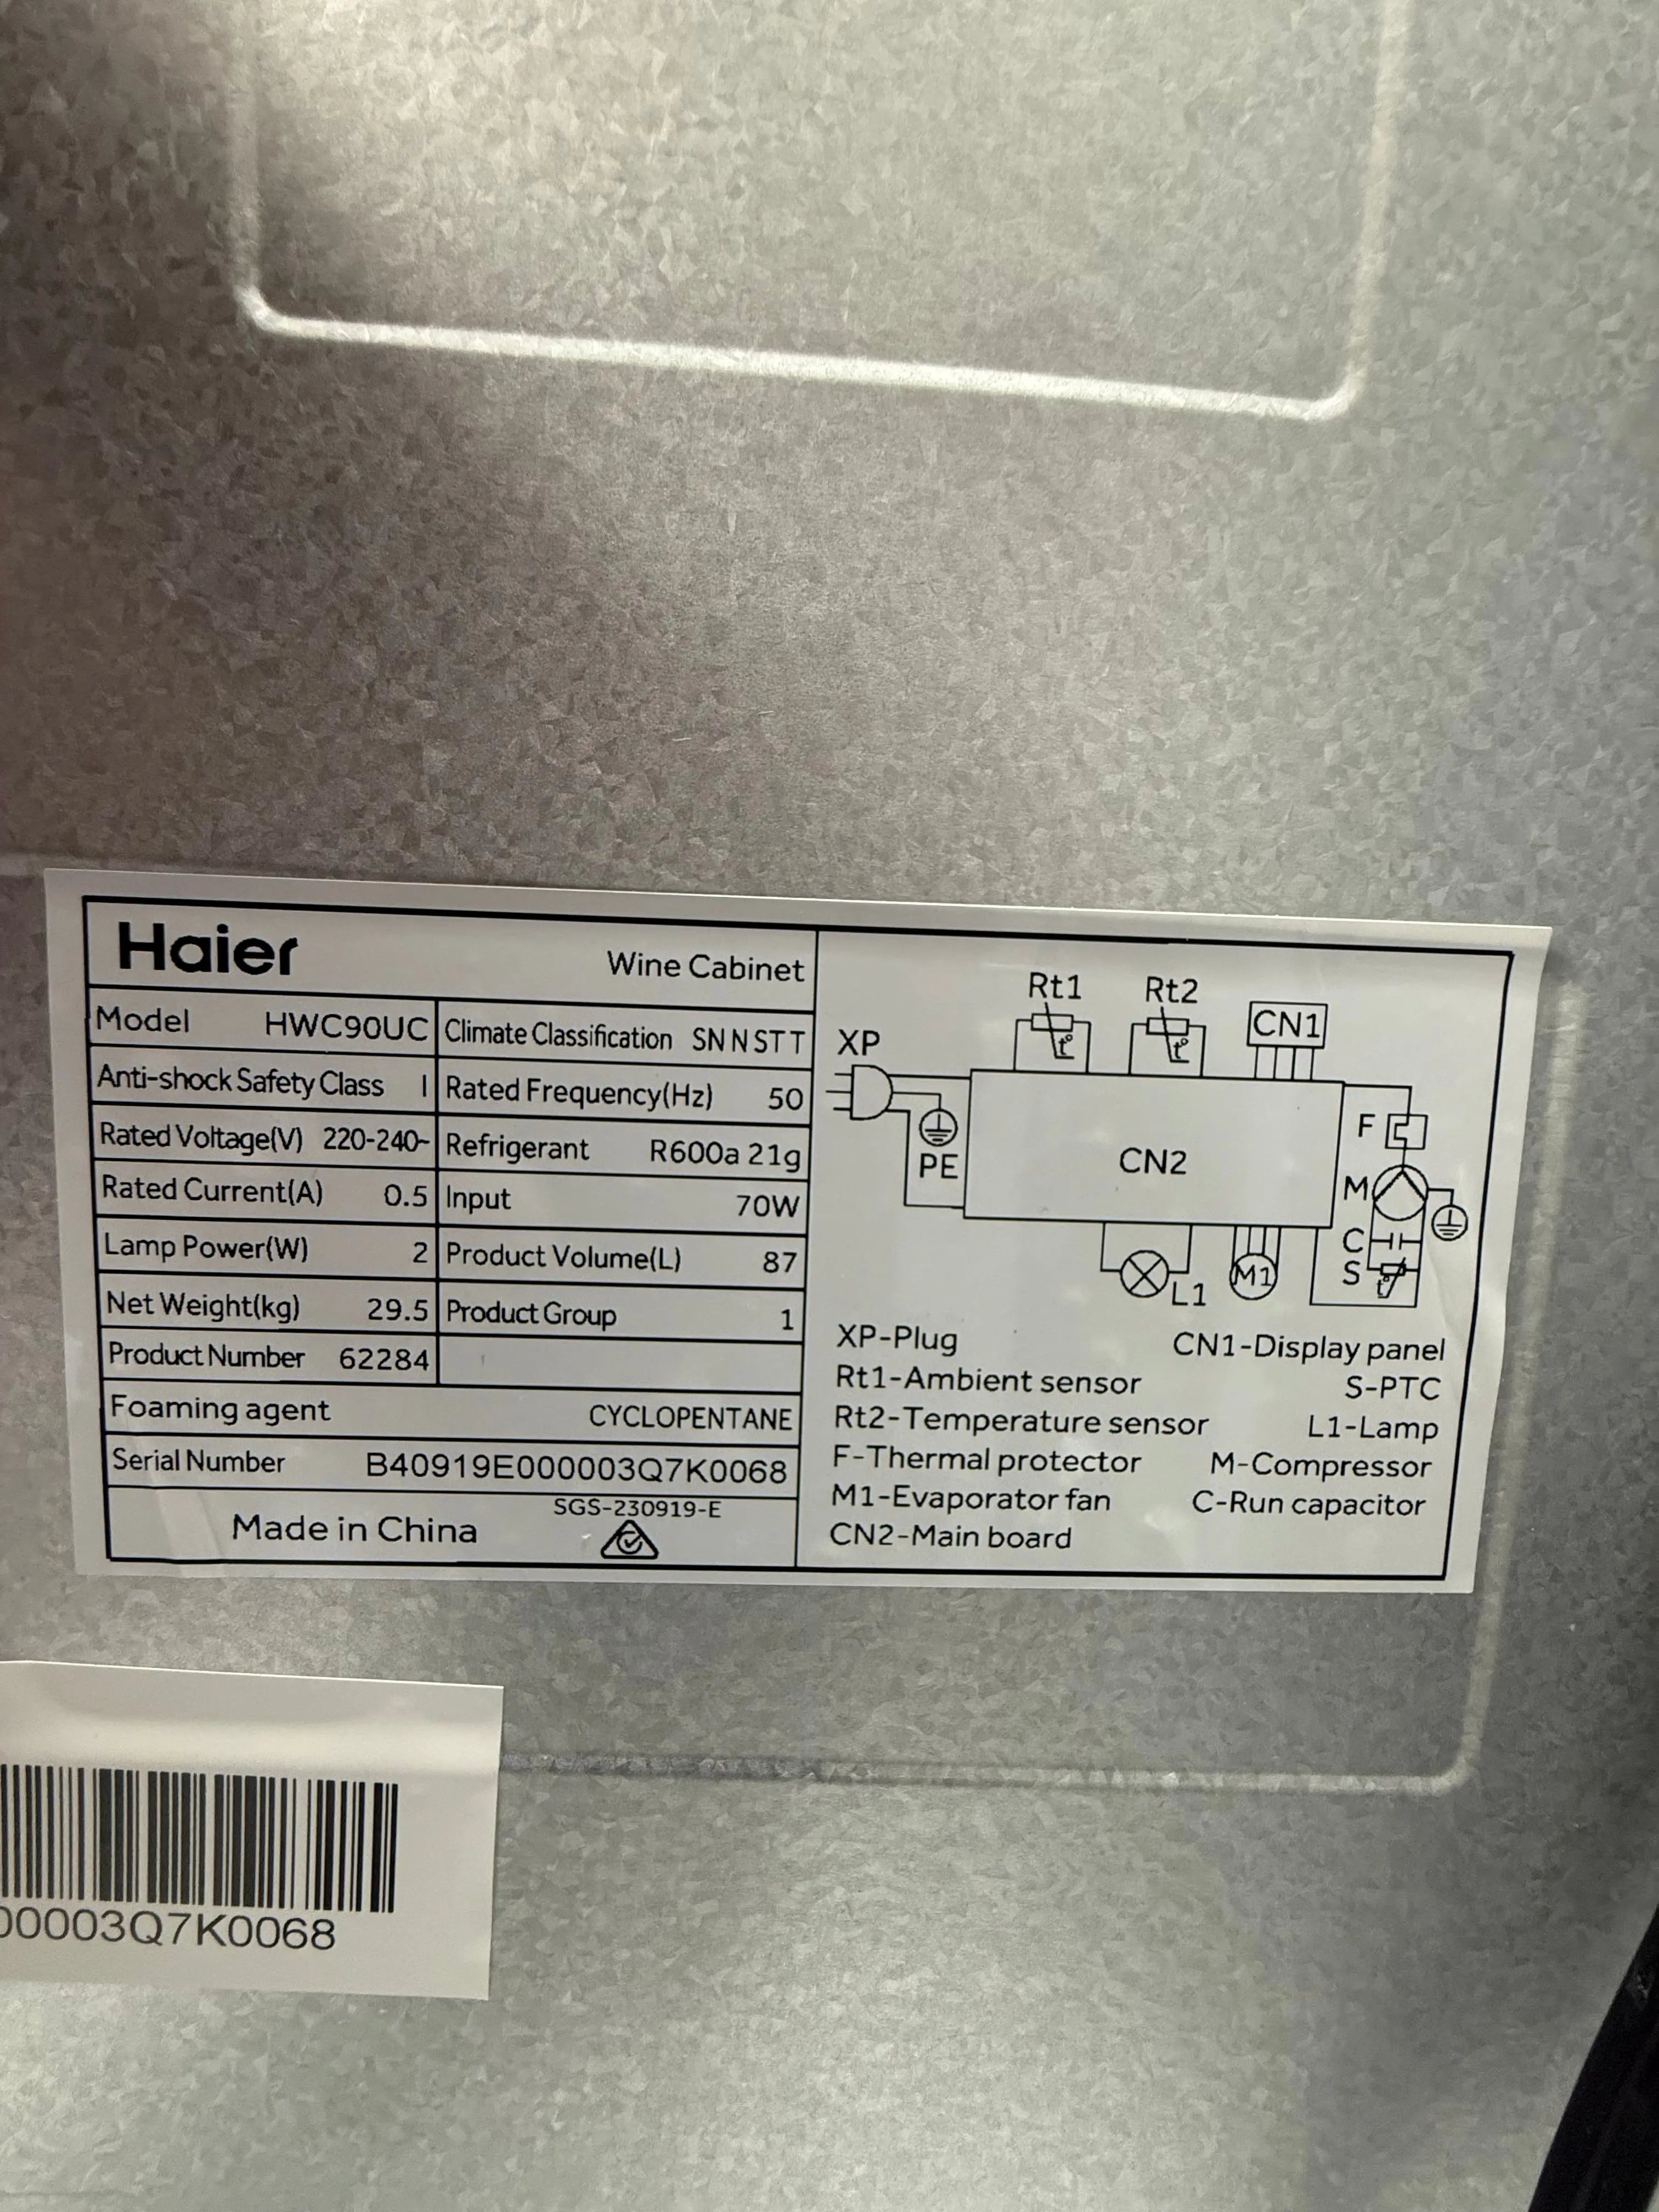 Haier Wine Cabinet
Model HWC90UC Climate Classification SN N ST T
Anti-shock Safety Class I Rated Frequency(Hz) 50
Rated Voltage(V) 220-240~ Refrigerant R600a 21g
Rated Current(A) 0.5 Input 70W
Lamp Power(W) 2 Product Volume(L) 87
Net Weight(kg) 29.5 Product Group 1
Product Number 62284
Foaming agent CYCLOPENTANE
Serial Number B40919E000003Q7K0068
Made in China SGS-230919-E
Rt1 Rt2 CN1
XP
F
PE CN2 M
C
S
L1 M1
XP-Plug CN1-Display panel
Rt1-Ambient sensor S-PTC
Rt2-Temperature sensor L1-Lamp
F-Thermal protector M-Compressor
M1-Evaporator fan C-Run capacitor
CN2-Main board
00003Q7K0068